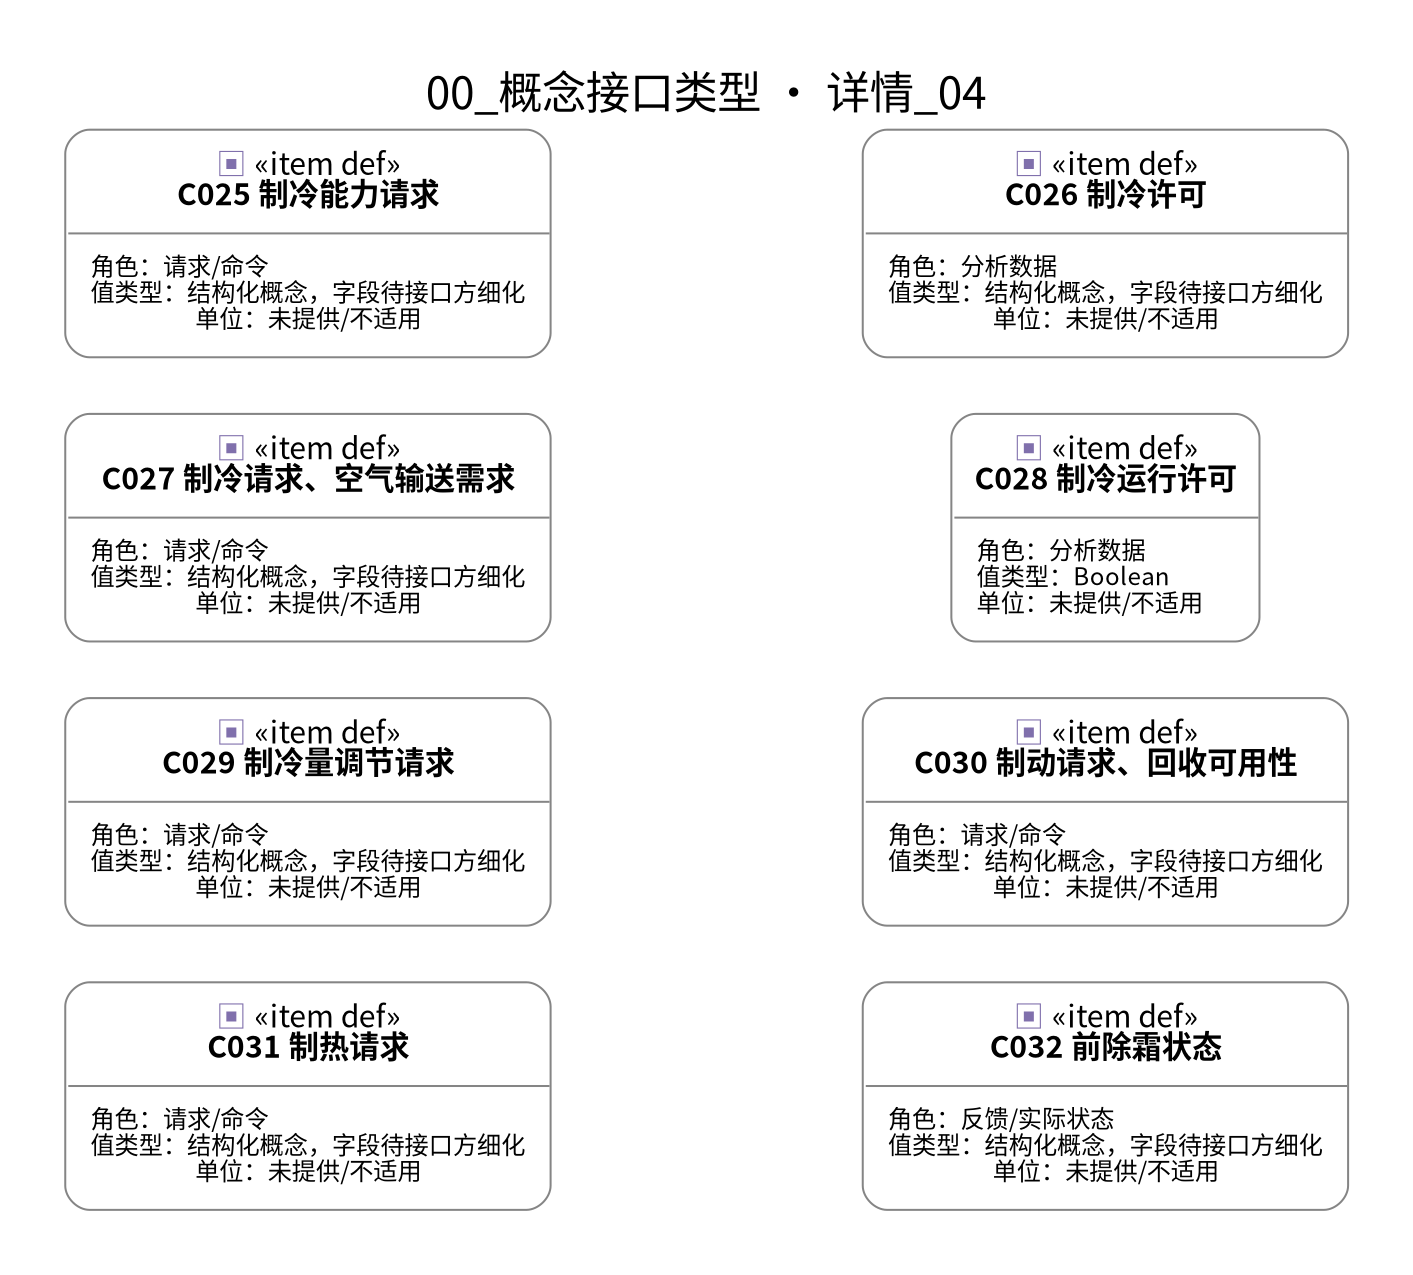 00_概念接口类型 · 详情_04
«item def»
C025 制冷能力请求
角色：请求/命令
值类型：结构化概念，字段待接口方细化
单位：未提供/不适用
«item def»
C026 制冷许可
角色：分析数据
值类型：结构化概念，字段待接口方细化
单位：未提供/不适用
«item def»
C027 制冷请求、空气输送需求
角色：请求/命令
值类型：结构化概念，字段待接口方细化
单位：未提供/不适用
«item def»
C028 制冷运行许可
角色：分析数据
值类型：Boolean
单位：未提供/不适用
«item def»
C029 制冷量调节请求
角色：请求/命令
值类型：结构化概念，字段待接口方细化
单位：未提供/不适用
«item def»
C030 制动请求、回收可用性
角色：请求/命令
值类型：结构化概念，字段待接口方细化
单位：未提供/不适用
«item def»
C031 制热请求
角色：请求/命令
值类型：结构化概念，字段待接口方细化
单位：未提供/不适用
«item def»
C032 前除霜状态
角色：反馈/实际状态
值类型：结构化概念，字段待接口方细化
单位：未提供/不适用